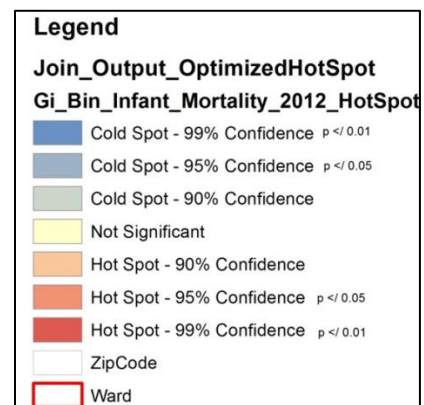 Legend
Join_Output_OptimizedHotSpot
Gi_Bin_Infant_Mortality_2012_HotSpot
Cold Spot - 99% Confidence p </ 0.01
Cold Spot - 95% Confidence p </ 0.05
Cold Spot - 90% Confidence
Not Significant
Hot Spot - 90% Confidence
Hot Spot - 95% Confidence p </ 0.05
Hot Spot - 99% Confidence p </ 0.01
ZipCode
Ward